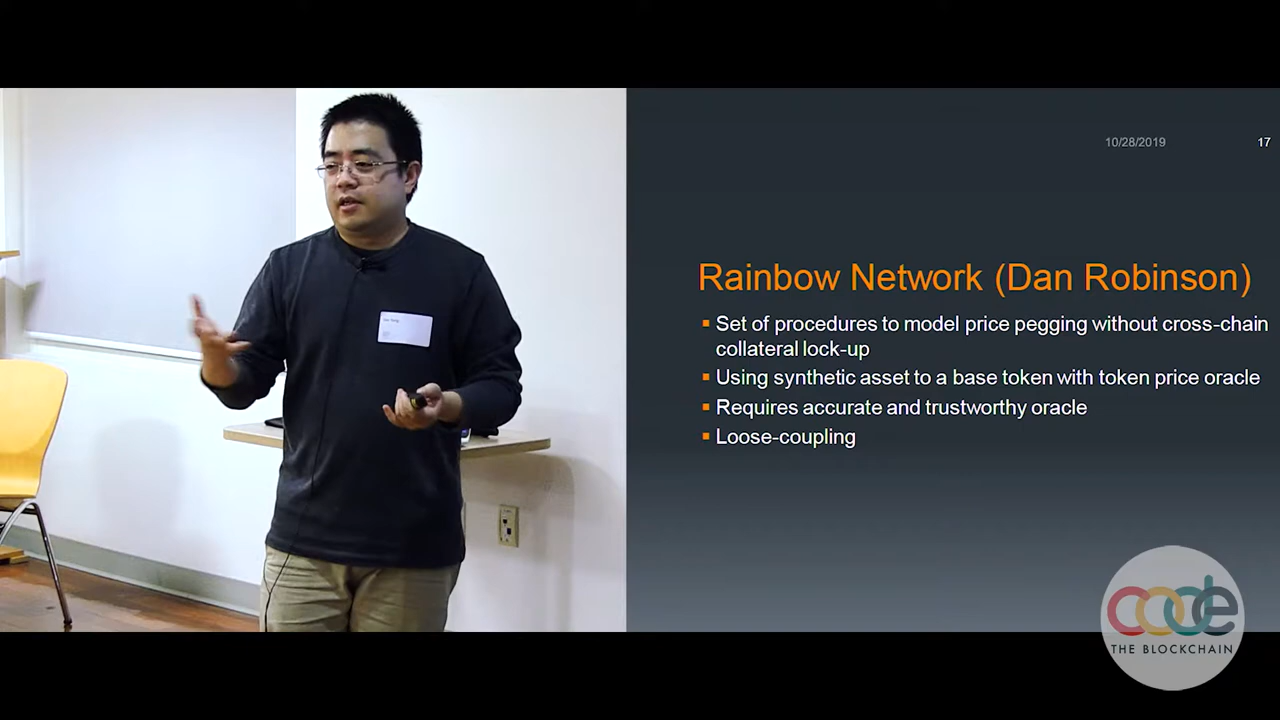 10/28/2019 17
Rainbow Network (Dan Robinson)
▪ Set of procedures to model price pegging without cross-chain
collateral lock-up
▪ Using synthetic asset to a base token with token price oracle
▪ Requires accurate and trustworthy oracle
▪ Loose-coupling
code
THE BLOCKCHAIN